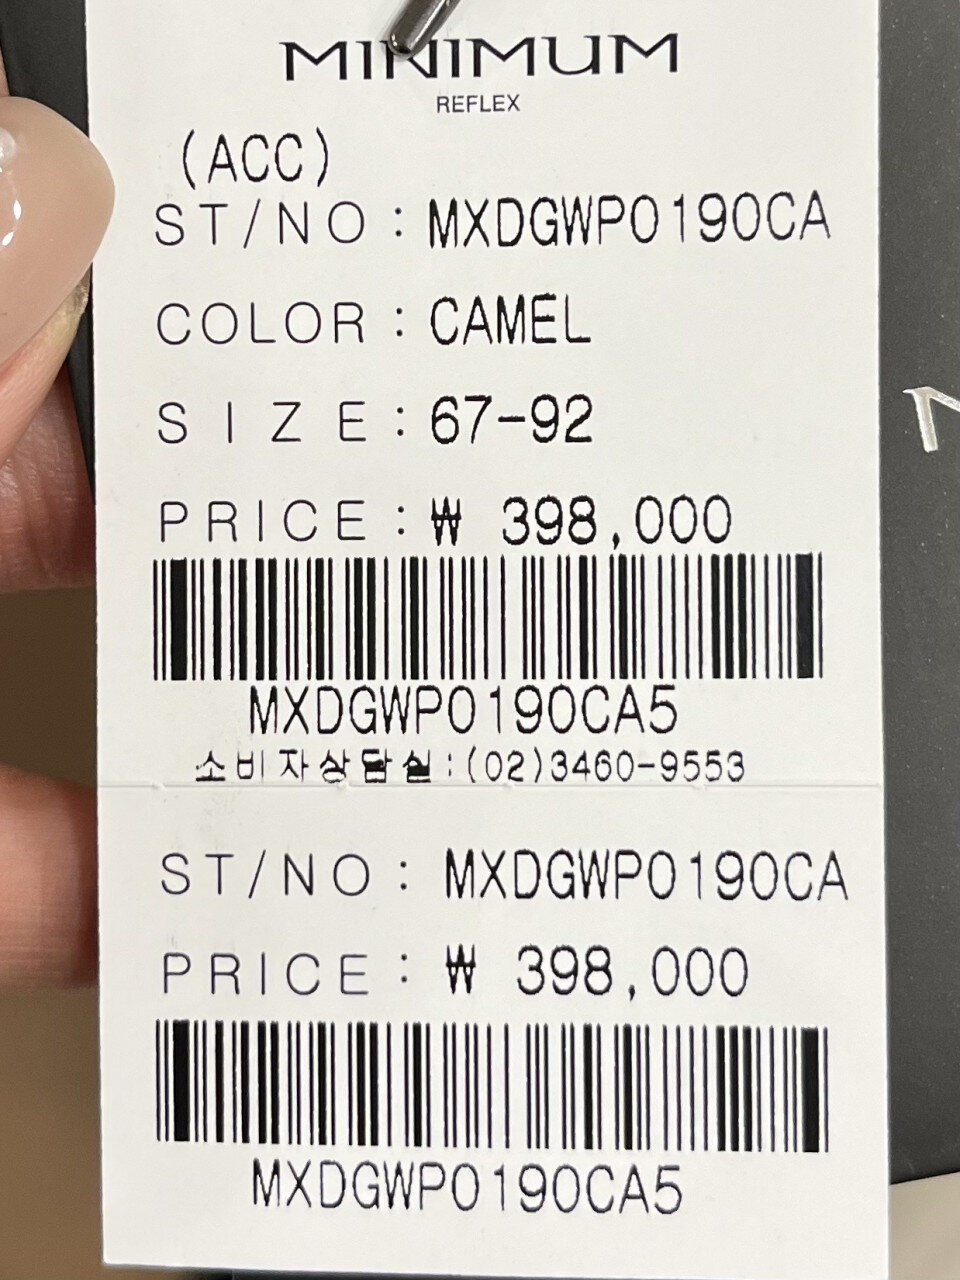 MINIMUM
REFLEX
(ACC)
ST/NO : MXDGWP0190CA
COLOR : CAMEL
SIZE : 67-92
PRICE : ₩ 398,000
MXDGWP0190CA5
소비자상담실:(02)3460-9553
ST/NO : MXDGWP0190CA
PRICE : ₩ 398,000
MXDGWP0190CA5